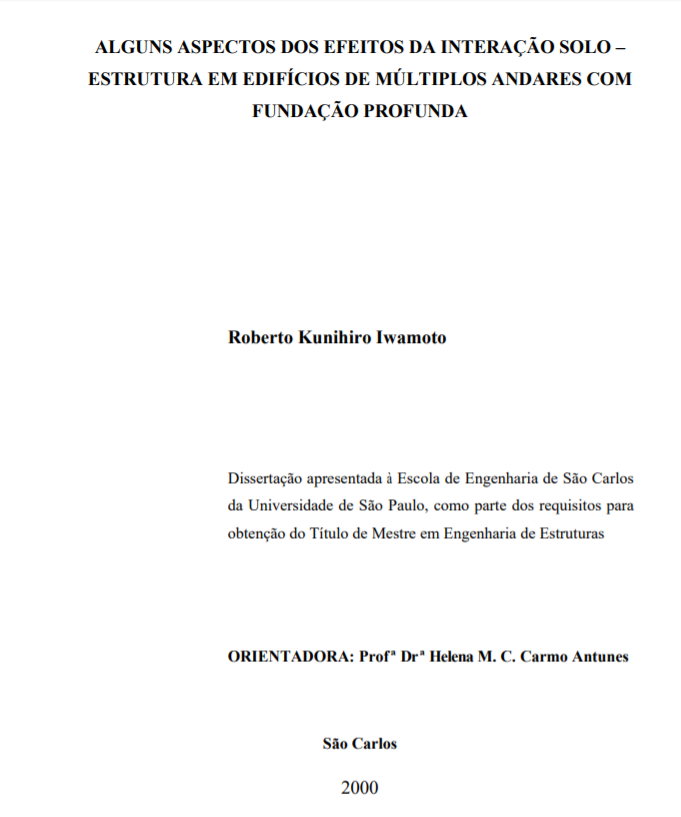 ALGUNS ASPECTOS DOS EFEITOS DA INTERAÇÃO SOLO –
ESTRUTURA EM EDIFÍCIOS DE MÚLTIPLOS ANDARES COM
FUNDAÇÃO PROFUNDA
Roberto Kunihiro Iwamoto
Dissertação apresentada à Escola de Engenharia de São Carlos
da Universidade de São Paulo, como parte dos requisitos para
obtenção do Título de Mestre em Engenharia de Estruturas
ORIENTADORA: Profª Drª Helena M. C. Carmo Antunes
São Carlos
2000